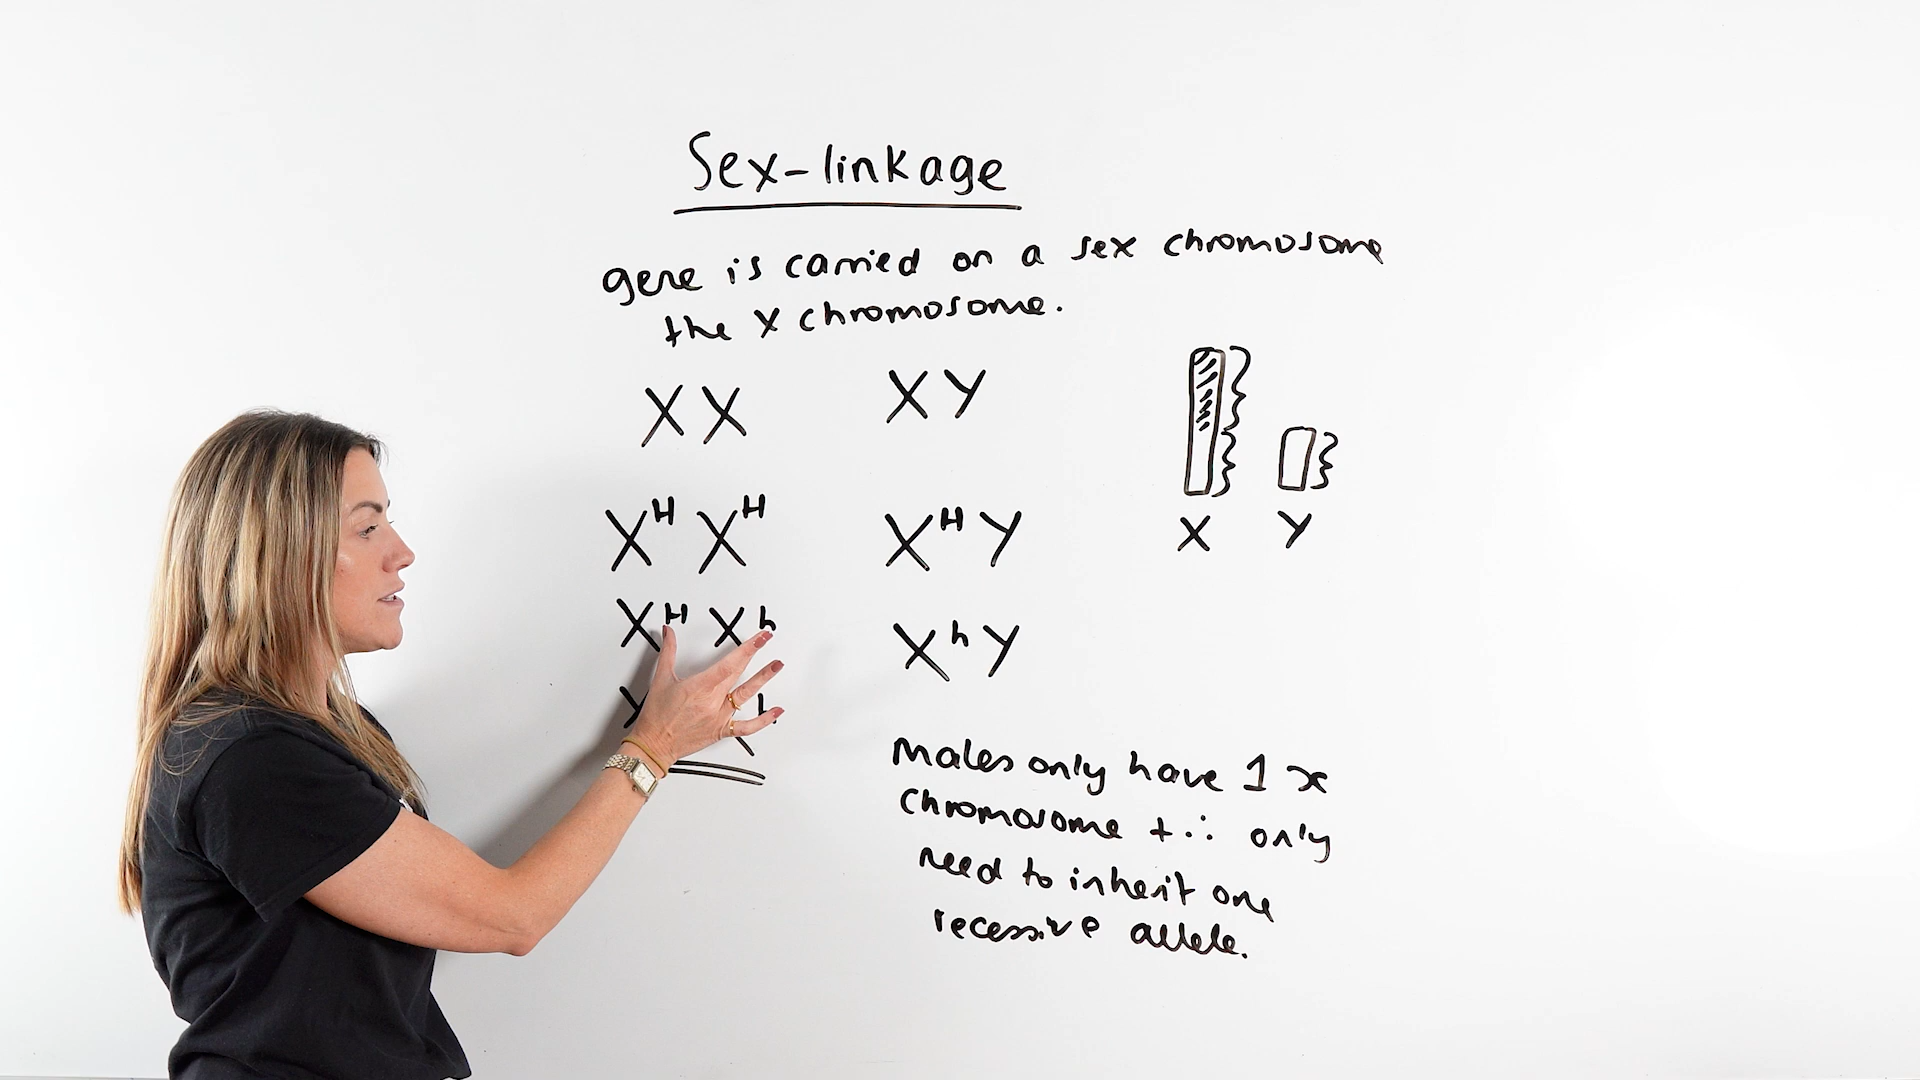 Sex-linkage
gene is carried on a sex chromosome
the X chromosome.
XX
XY
X^H X^H
X^H Y
X Y
X^H X^h
X^h Y
h
males only have 1 x
chromosome + ∴ only
need to inherit one
recessive allele.